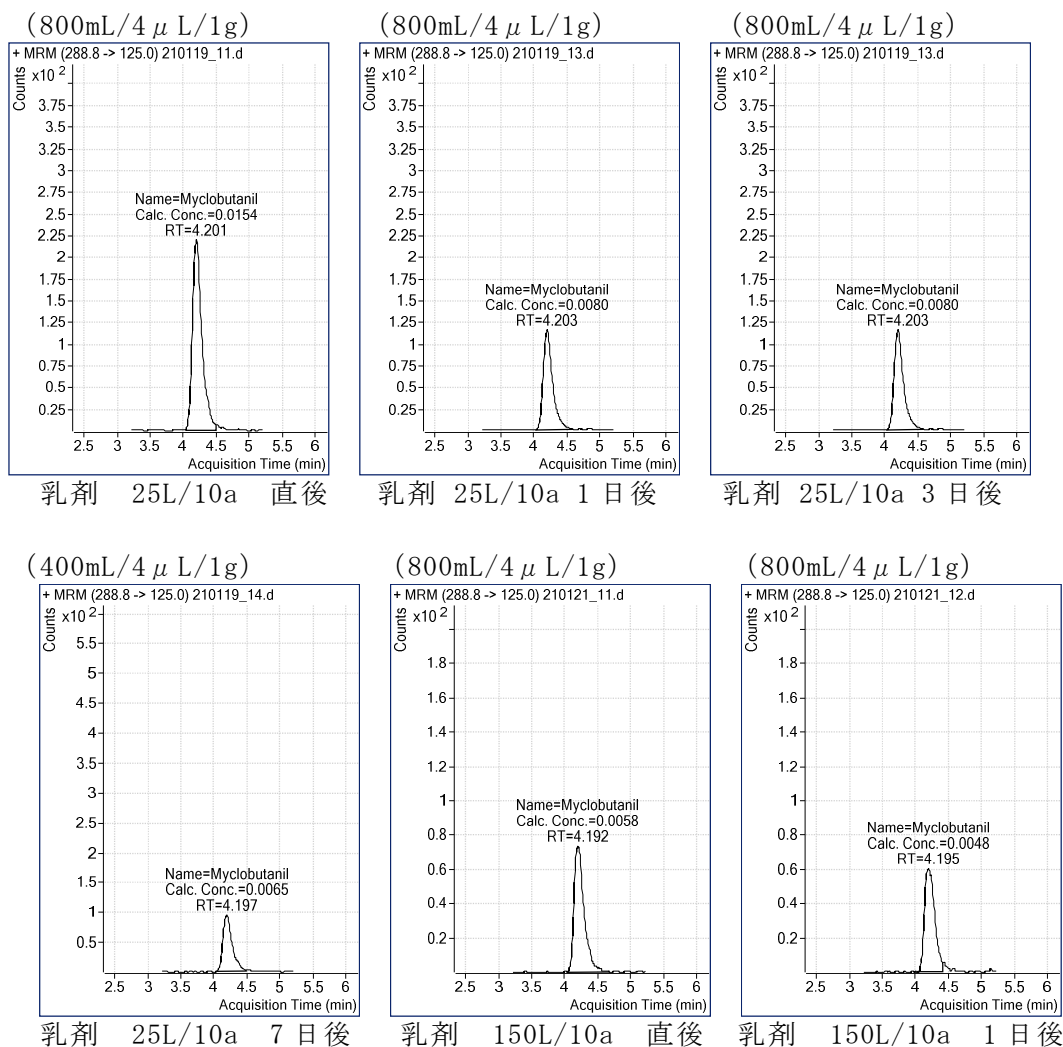 (800mL/4μL/1g)
+ MRM (288.8 -> 125.0) 210119_11.d
Counts
x10 2
3.75
3.5
3.25
3
2.75
2.5
2.25
2
1.75
1.5
1.25
1
0.75
0.5
0.25
Name=Myclobutanil
Calc. Conc.=0.0154
RT=4.201
2.5 3 3.5 4 4.5 5 5.5 6
Acquisition Time (min)
乳剤 25L/10a 直後
(800mL/4μL/1g)
+ MRM (288.8 -> 125.0) 210119_13.d
Counts
x10 2
3.75
3.5
3.25
3
2.75
2.5
2.25
2
1.75
1.5
1.25
1
0.75
0.5
0.25
Name=Myclobutanil
Calc. Conc.=0.0080
RT=4.203
2.5 3 3.5 4 4.5 5 5.5 6
Acquisition Time (min)
乳剤 25L/10a 1日後
(800mL/4μL/1g)
+ MRM (288.8 -> 125.0) 210119_13.d
Counts
x10 2
3.75
3.5
3.25
3
2.75
2.5
2.25
2
1.75
1.5
1.25
1
0.75
0.5
0.25
Name=Myclobutanil
Calc. Conc.=0.0080
RT=4.203
2.5 3 3.5 4 4.5 5 5.5 6
Acquisition Time (min)
乳剤 25L/10a 3日後
(400mL/4μL/1g)
+ MRM (288.8 -> 125.0) 210119_14.d
Counts
x10 2
5.5
5
4.5
4
3.5
3
2.5
2
1.5
1
0.5
Name=Myclobutanil
Calc. Conc.=0.0065
RT=4.197
2.5 3 3.5 4 4.5 5 5.5 6
Acquisition Time (min)
乳剤 25L/10a 7日後
(800mL/4μL/1g)
+ MRM (288.8 -> 125.0) 210121_11.d
Counts
x10 2
1.8
1.6
1.4
1.2
1
0.8
0.6
0.4
0.2
Name=Myclobutanil
Calc. Conc.=0.0058
RT=4.192
2.5 3 3.5 4 4.5 5 5.5 6
Acquisition Time (min)
乳剤 150L/10a 直後
(800mL/4μL/1g)
+ MRM (288.8 -> 125.0) 210121_12.d
Counts
x10 2
1.8
1.6
1.4
1.2
1
0.8
0.6
0.4
0.2
Name=Myclobutanil
Calc. Conc.=0.0048
RT=4.195
2.5 3 3.5 4 4.5 5 5.5 6
Acquisition Time (min)
乳剤 150L/10a 1日後